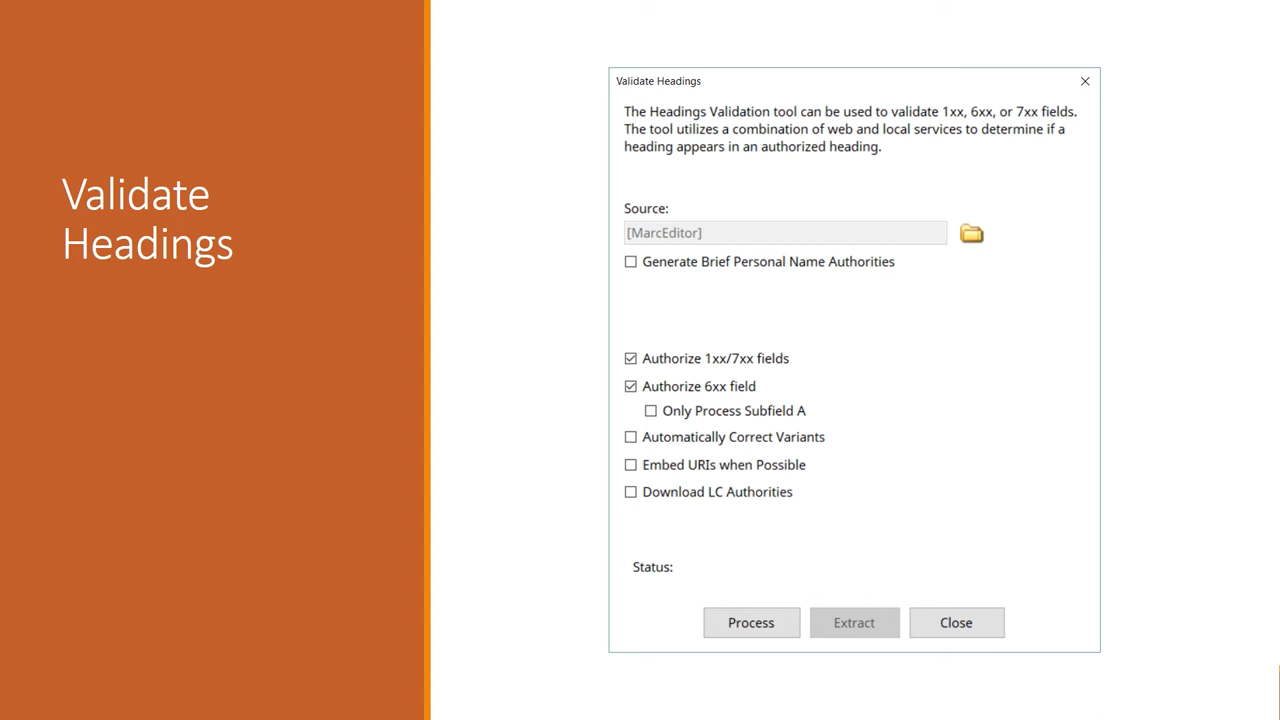 Validate
Headings
Validate Headings
The Headings Validation tool can be used to validate 1xx, 6xx, or 7xx fields.
The tool utilizes a combination of web and local services to determine if a
heading appears in an authorized heading.
Source:
[MarcEditor]
Generate Brief Personal Name Authorities
Authorize 1xx/7xx fields
Authorize 6xx field
Only Process Subfield A
Automatically Correct Variants
Embed URIs when Possible
Download LC Authorities
Status:
Process
Extract
Close